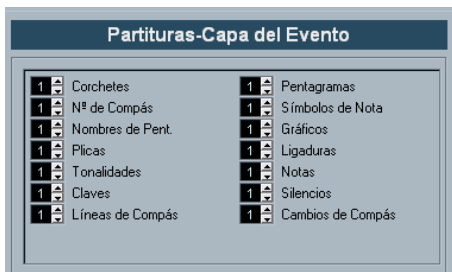 Partituras-Capa del Evento
1 Corchetes
1 Nº de Compás
1 Nombres de Pent.
1 Plicas
1 Tonalidades
1 Claves
1 Líneas de Compás
1 Pentagramas
1 Símbolos de Nota
1 Gráficos
1 Ligaduras
1 Notas
1 Silencios
1 Cambios de Compás